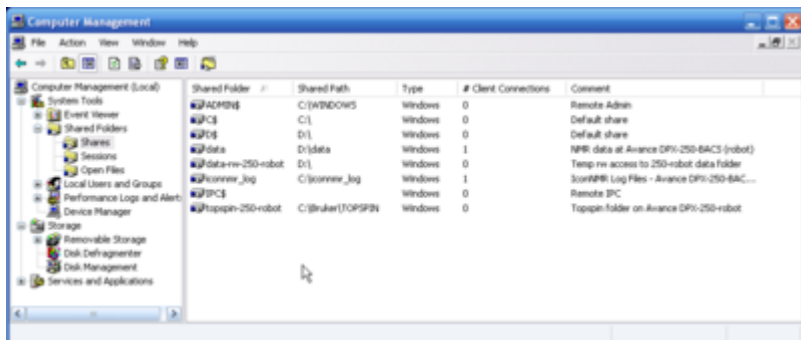 Computer Management
File Action View Window Help
Computer Management (Local)
System Tools
Event Viewer
Shared Folders
Shares
Sessions
Open Files
Local Users and Groups
Performance Logs and Alert
Device Manager
Storage
Removable Storage
Disk Defragmenter
Disk Management
Services and Applications
Shared Folder Shared Path Type # Client Connections Comment
ADMIN$ C:\WINDOWS Windows 0 Remote Admin
C$ C:\ Windows 0 Default share
D$ D:\ Windows 0 Default share
data D:\data Windows 1 NMR data at Avance DPX-250-BACS (robot)
data-rw-250-robot D:\ Windows 0 Temp rw access to 250-robot data folder
iconnmr_log C:\iconnmr_log Windows 1 IconNMR Log Files - Avance DPX-250-BAC...
IPC$ Windows 0 Remote IPC
topspin-250-robot C:\Bruker\TOPSPIN Windows 0 Topspin folder on Avance DPX-250-robot